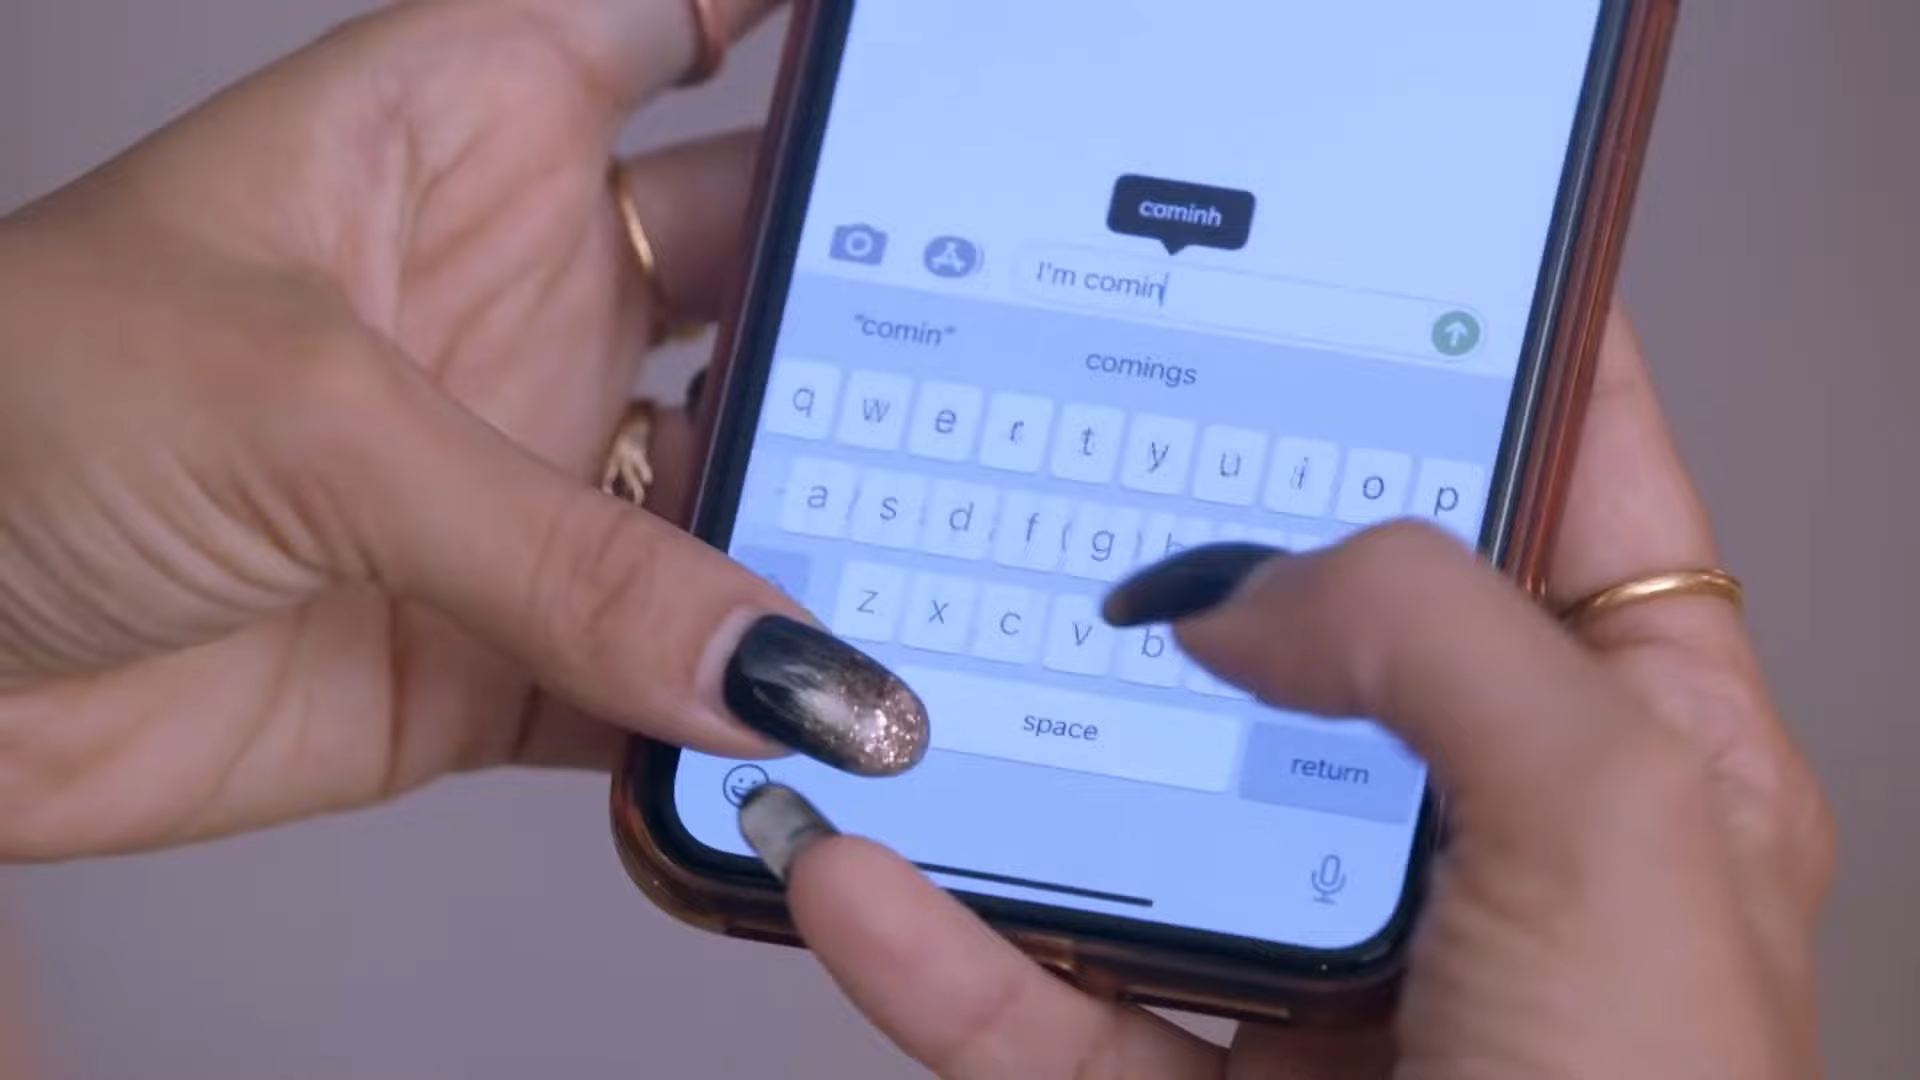 cominh
I'm comin
"comin" comings
q w e r t y u i o p
a s d f g h
z x c v b
space return